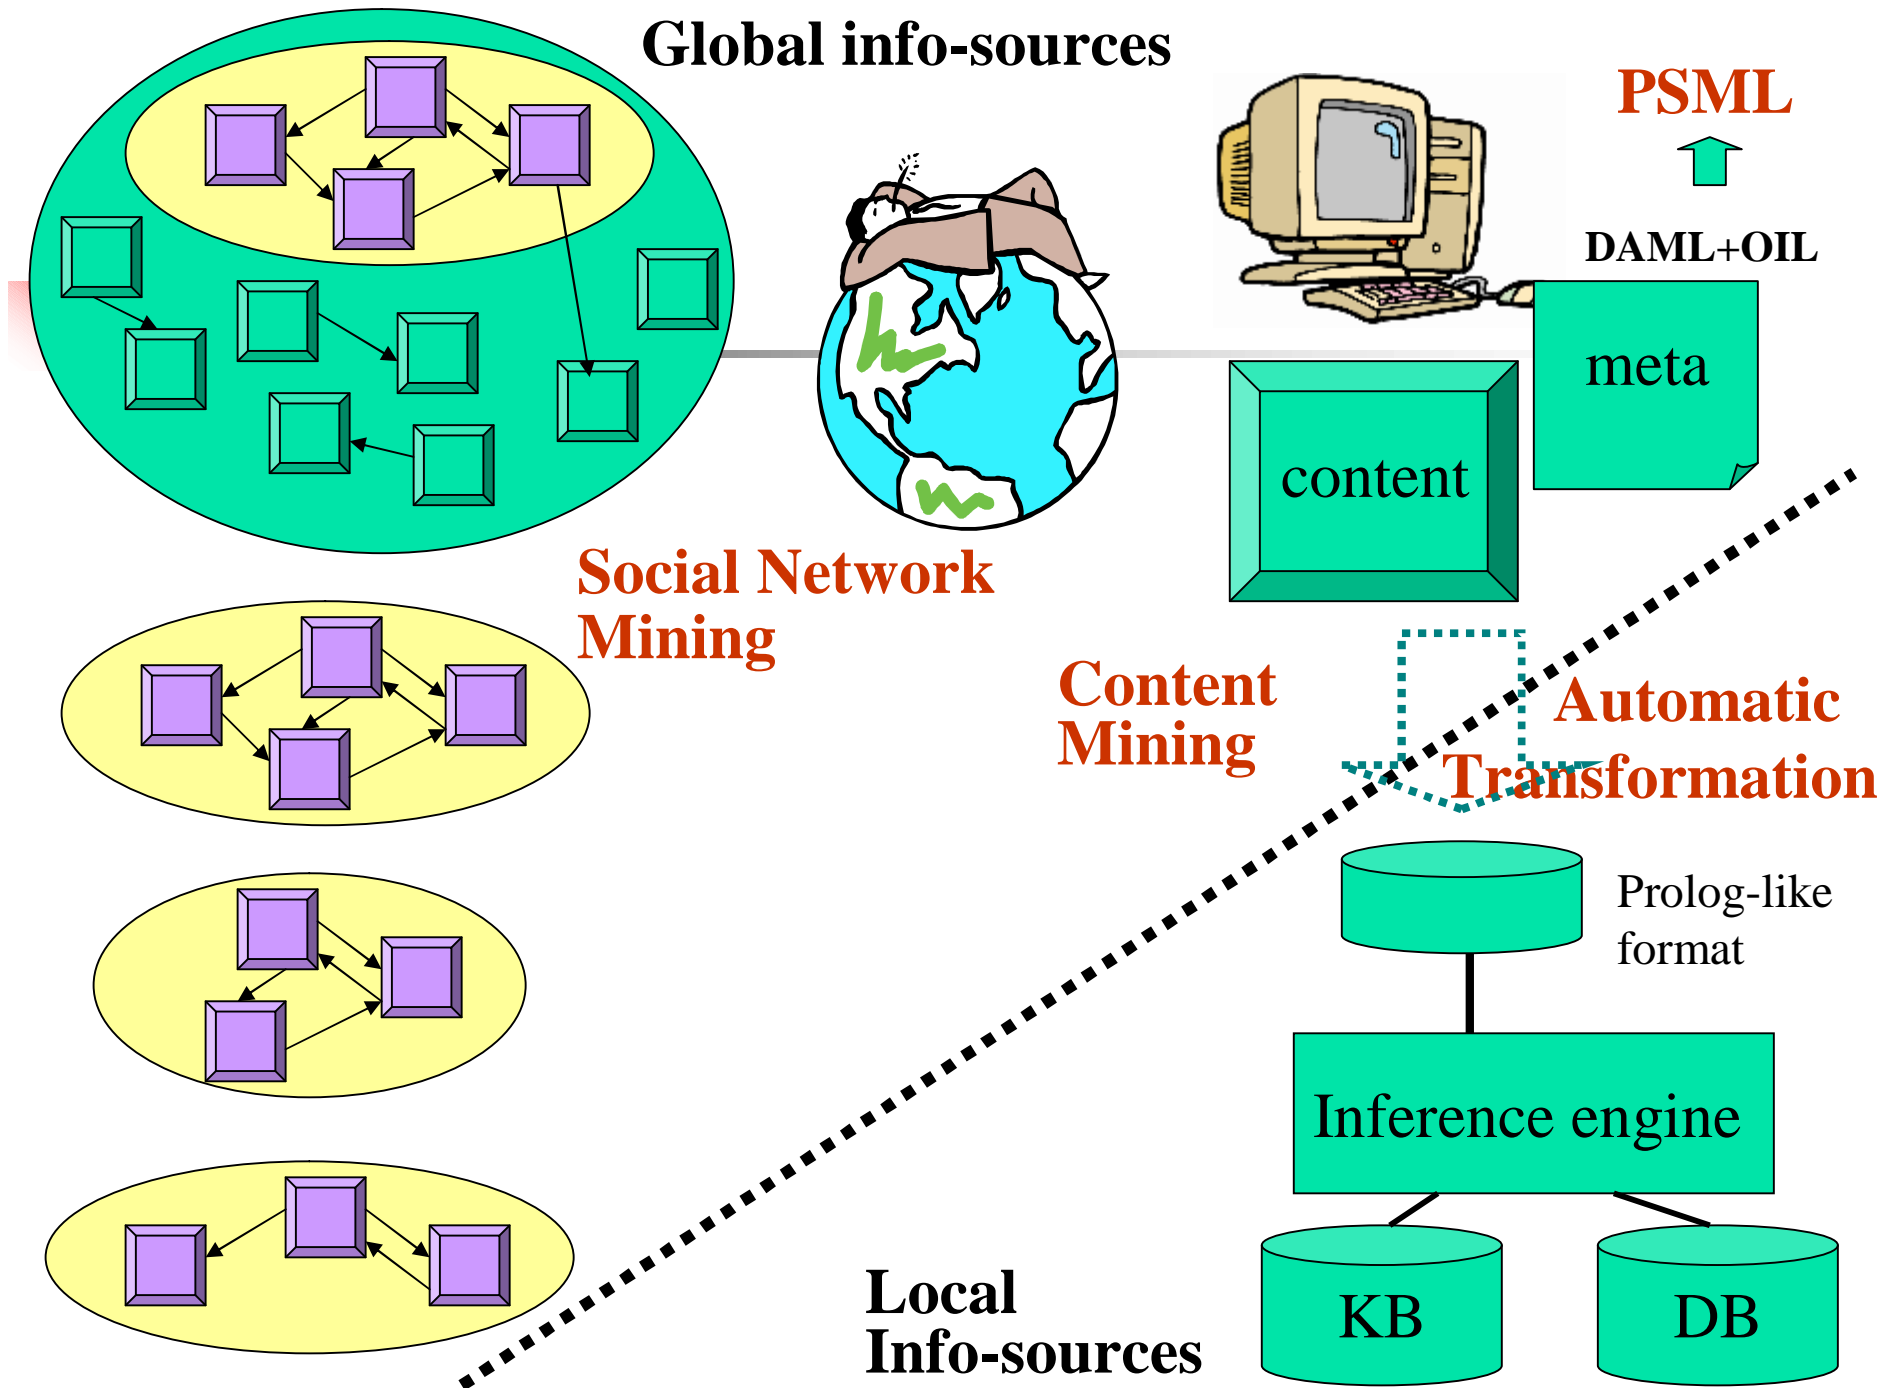 Global info-sources
PSML
DAML+OIL
meta
content
Social Network
Mining
Content
Mining
Automatic
Transformation
Prolog-like
format
Inference engine
Local
Info-sources
KB
DB